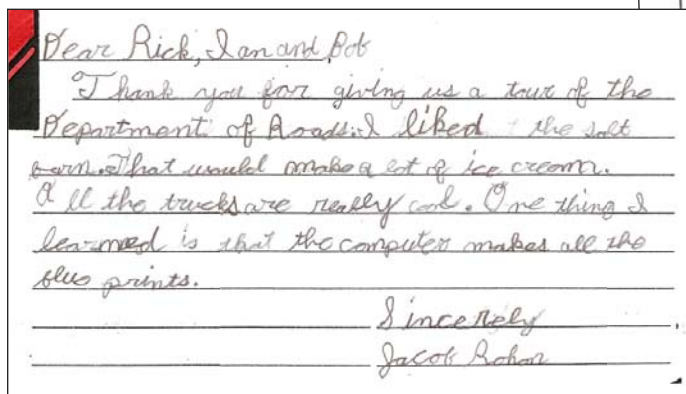 Dear Rick, Ian and Bob
Thank you for giving us a tour of the
Department of Roads. I liked the salt
barn. That would make a lot of ice cream.
All the trucks are really cool. One thing I
learned is that the computer makes all the
blue prints.
Sincerely
Jacob Rohan